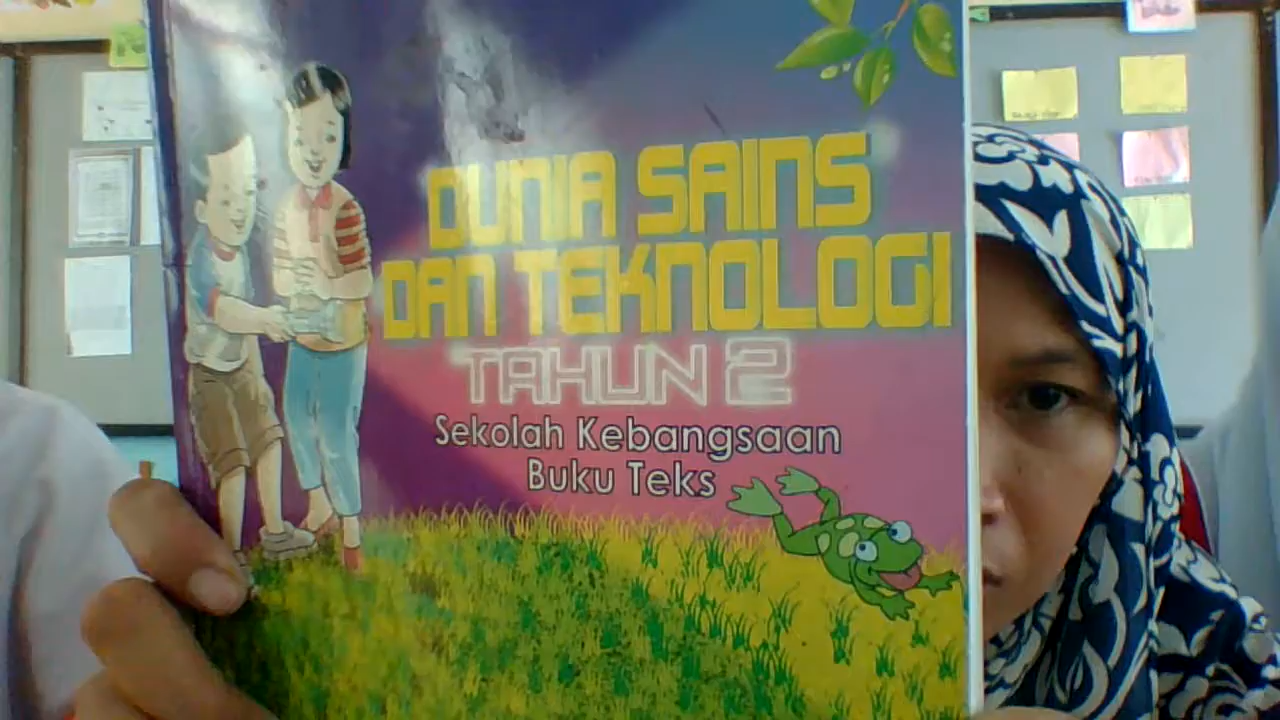 DUNIA SAINS
DAN TEKNOLOGI
TAHUN 2
Sekolah Kebangsaan
Buku Teks